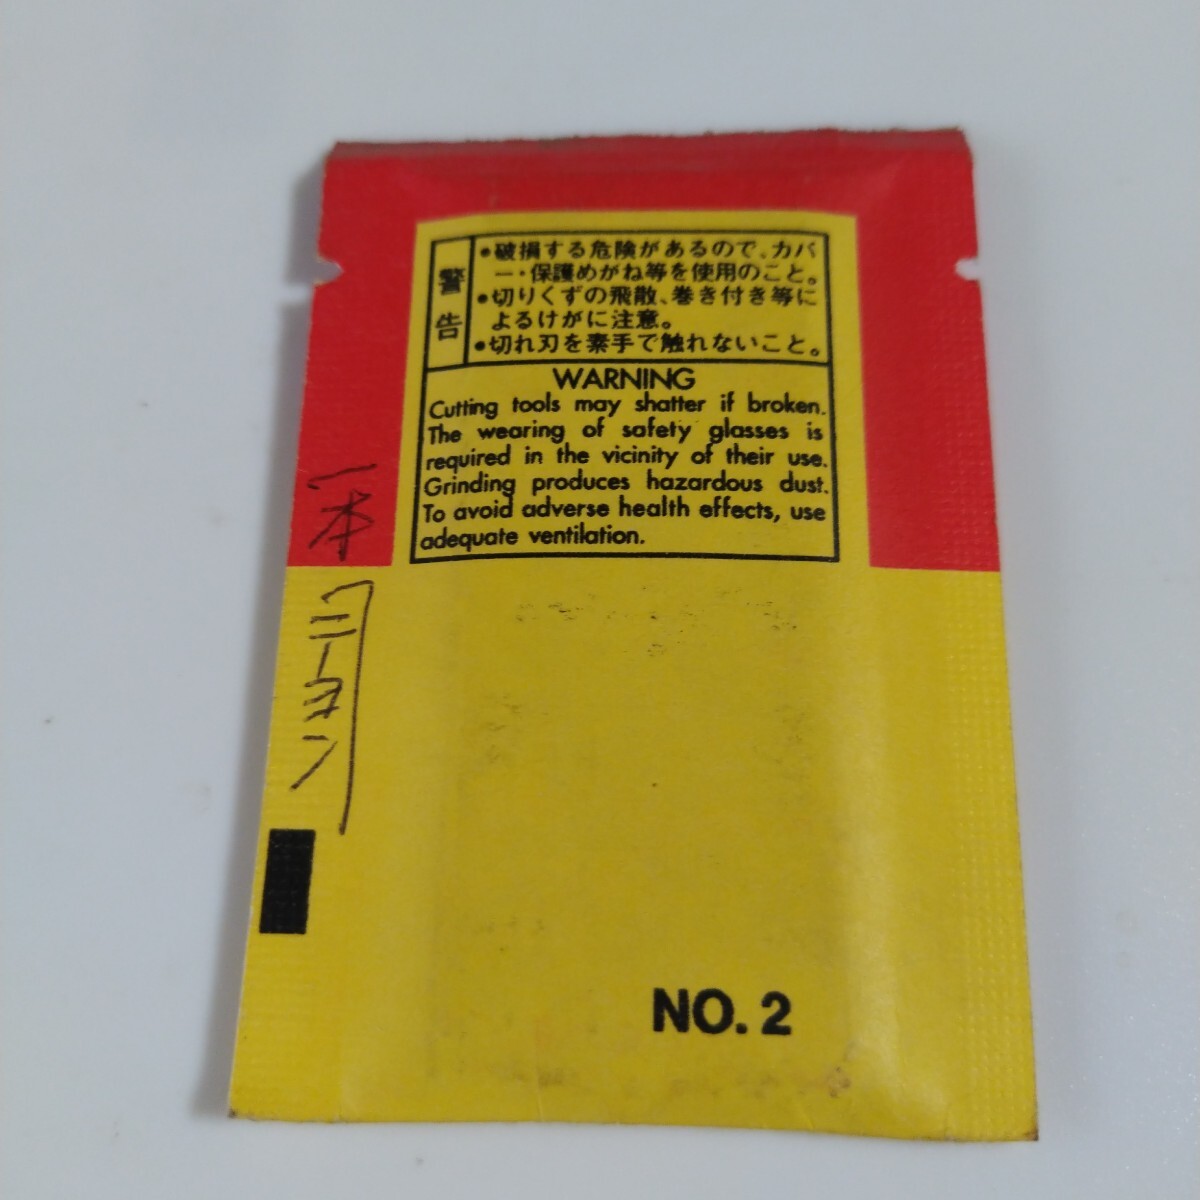 警告
•破損する危険があるので、カバ
ー・保護めがね等を使用のこと。
•切りくずの飛散、巻き付き等に
よるけがに注意。
•切れ刃を素手で触れないこと。
WARNING
Cutting tools may shatter if broken.
The wearing of safety glasses is
required in the vicinity of their use.
Grinding produces hazardous dust.
To avoid adverse health effects, use
adequate ventilation.
一本
NO. 2